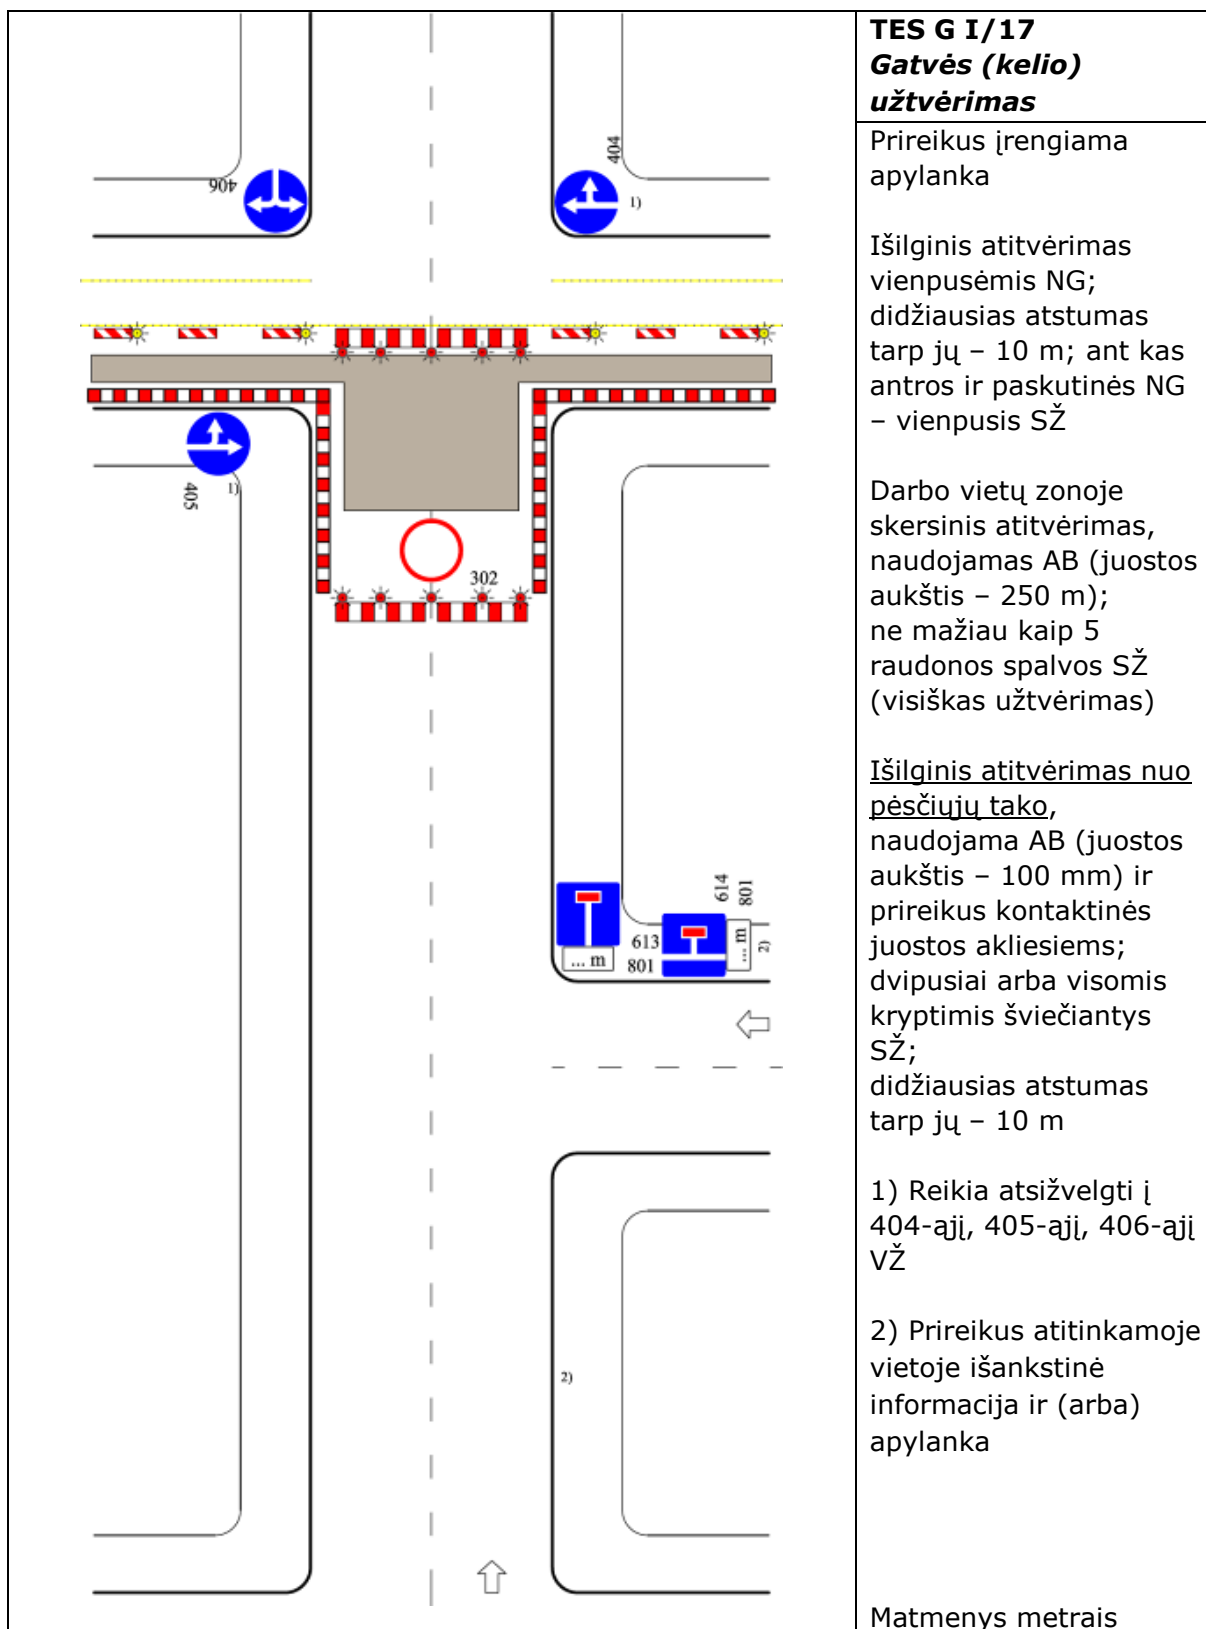 TES G I/17
Gatvės (kelio)
užtvėrimas
Prireikus įrengiama
apylanka
Išilginis atitvėrimas
vienpusėmis NG;
didžiausias atstumas
tarp jų – 10 m; ant kas
antros ir paskutinės NG
– vienpusis SŽ
Darbo vietų zonoje
skersinis atitvėrimas,
naudojamas AB (juostos
aukštis – 250 m);
ne mažiau kaip 5
raudonos spalvos SŽ
(visiškas užtvėrimas)
Išilginis atitvėrimas nuo
pėsčiųjų tako,
naudojama AB (juostos
aukštis – 100 mm) ir
prireikus kontaktinės
juostos akliesiems;
dvipusiai arba visomis
kryptimis šviečiantys
SŽ;
didžiausias atstumas
tarp jų – 10 m
1) Reikia atsižvelgti į
404-ąjį, 405-ąjį, 406-ąjį
VŽ
2) Prireikus atitinkamoje
vietoje išankstinė
informacija ir (arba)
apylanka
Matmenys metrais
406
404
1)
405
1)
302
... m
613
801
614
801
... m
2)
2)